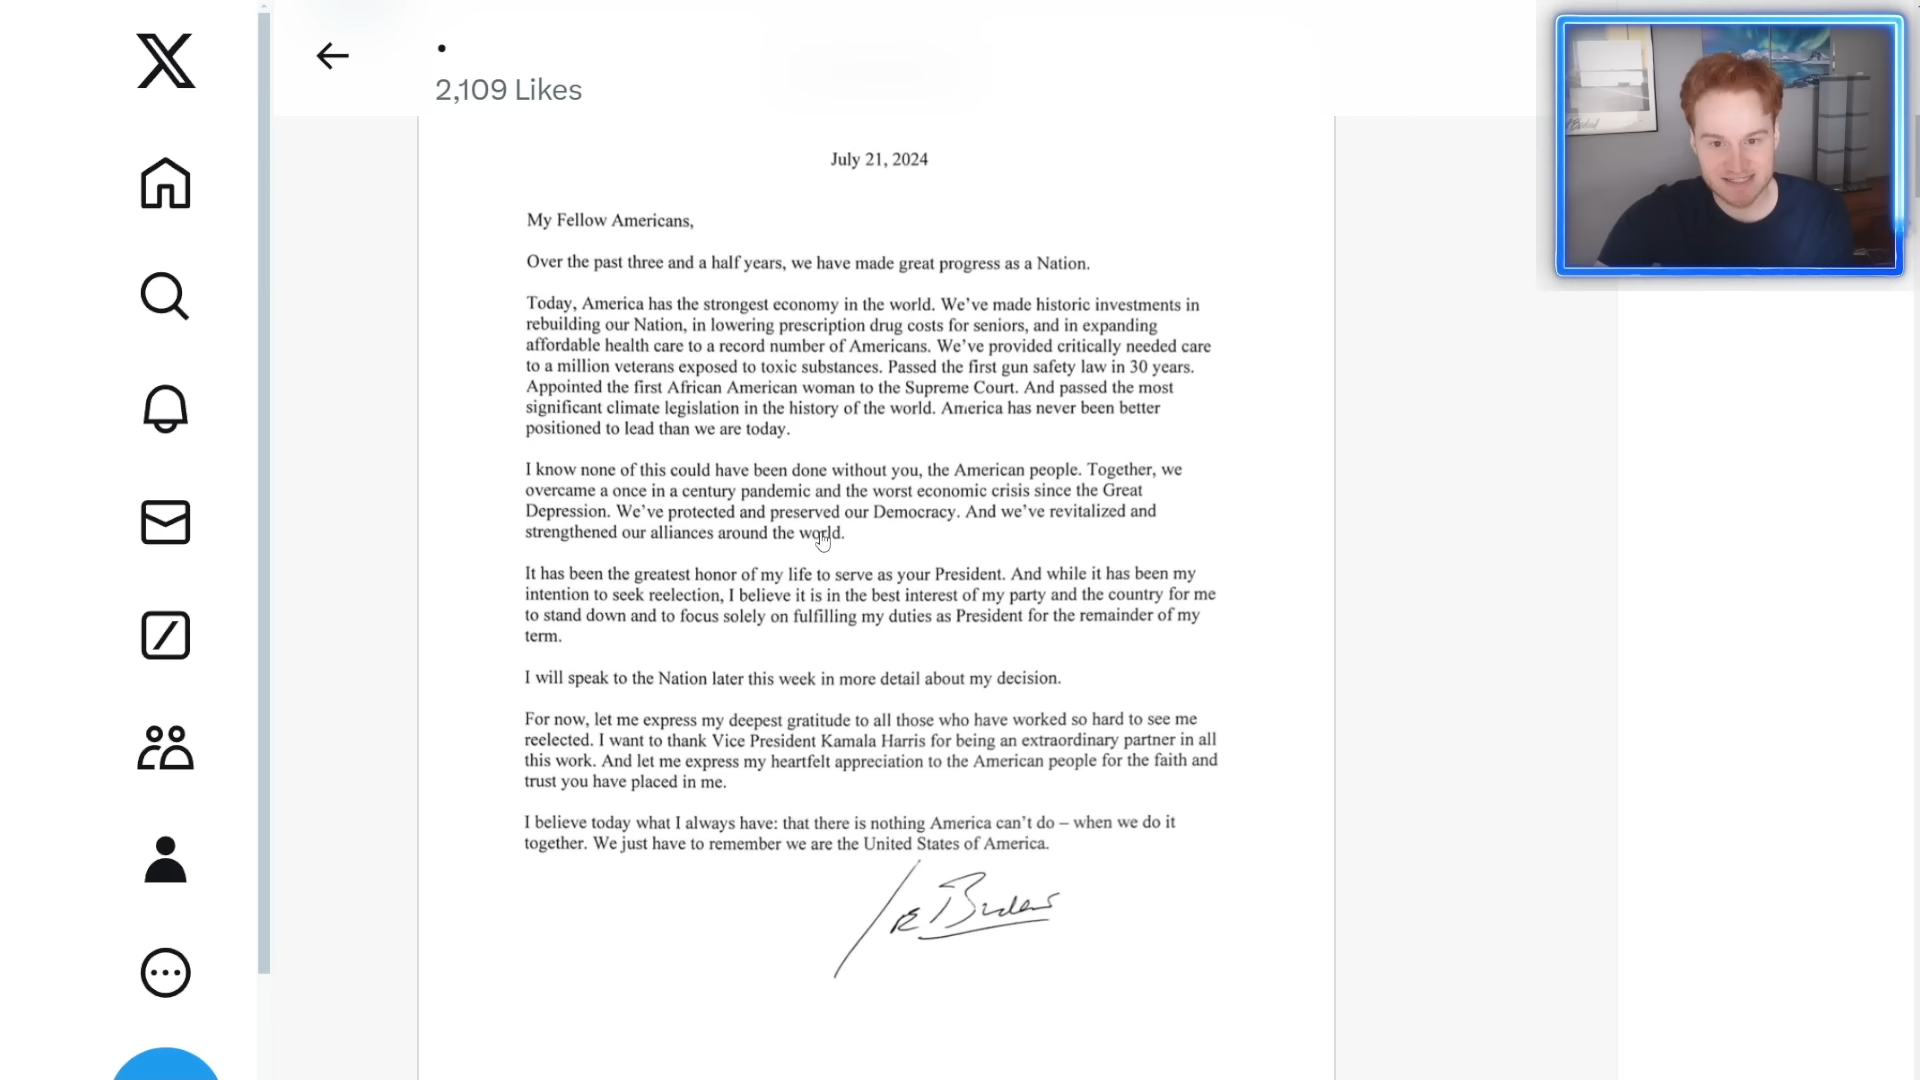 2,109 Likes
July 21, 2024
My Fellow Americans,
Over the past three and a half years, we have made great progress as a Nation.
Today, America has the strongest economy in the world. We've made historic investments in
rebuilding our Nation, in lowering prescription drug costs for seniors, and in expanding
affordable health care to a record number of Americans. We've provided critically needed care
to a million veterans exposed to toxic substances. Passed the first gun safety law in 30 years.
Appointed the first African American woman to the Supreme Court. And passed the most
significant climate legislation in the history of the world. America has never been better
positioned to lead than we are today.
I know none of this could have been done without you, the American people. Together, we
overcame a once in a century pandemic and the worst economic crisis since the Great
Depression. We've protected and preserved our Democracy. And we've revitalized and
strengthened our alliances around the world.
It has been the greatest honor of my life to serve as your President. And while it has been my
intention to seek reelection, I believe it is in the best interest of my party and the country for me
to stand down and to focus solely on fulfilling my duties as President for the remainder of my
term.
I will speak to the Nation later this week in more detail about my decision.
For now, let me express my deepest gratitude to all those who have worked so hard to see me
reelected. I want to thank Vice President Kamala Harris for being an extraordinary partner in all
this work. And let me express my heartfelt appreciation to the American people for the faith and
trust you have placed in me.
I believe today what I always have: that there is nothing America can't do – when we do it
together. We just have to remember we are the United States of America.
Joe Biden